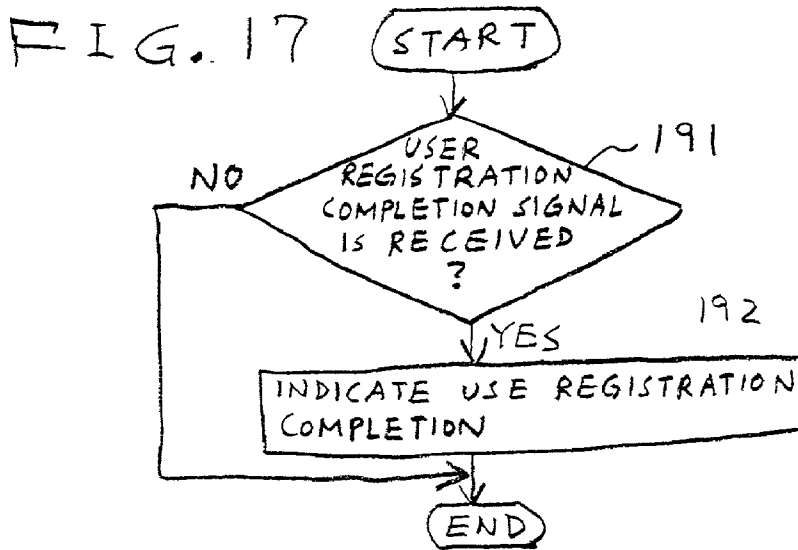 FIG. 17
START
USER
REGISTRATION
COMPLETION SIGNAL
IS RECEIVED
?
191
NO
YES
192
INDICATE USE REGISTRATION
COMPLETION
END